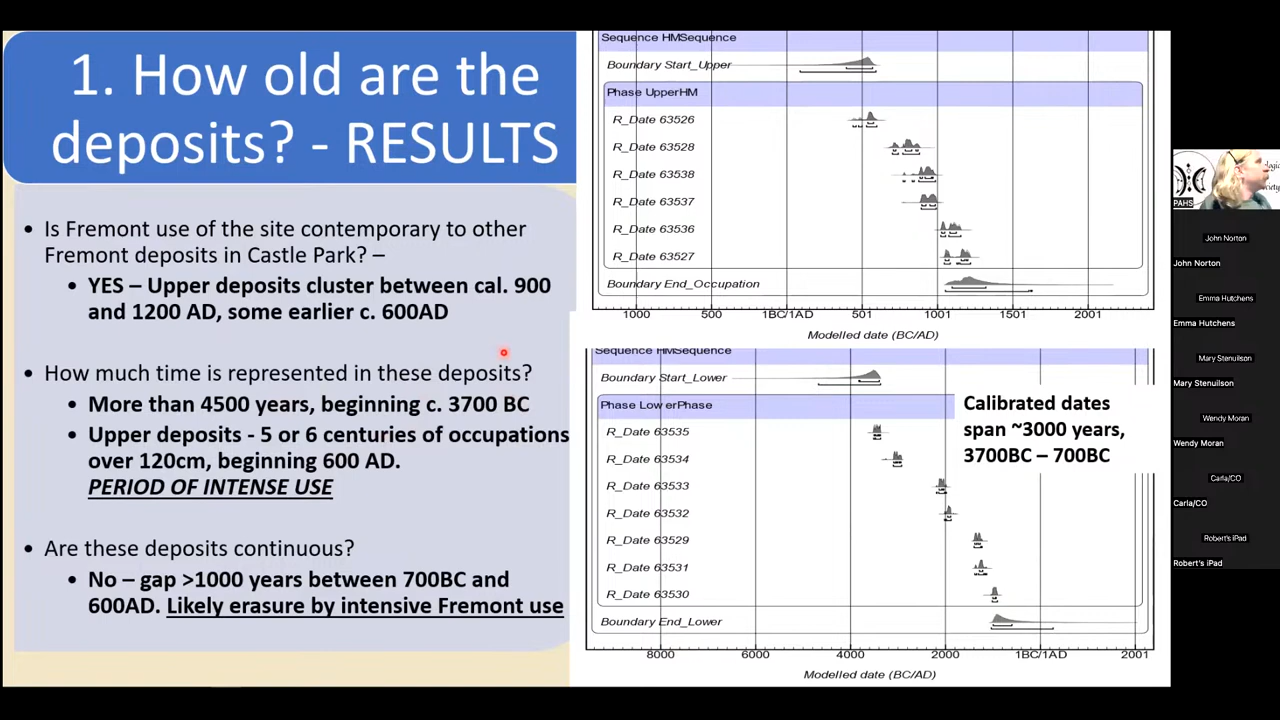 1. How old are the
deposits? - RESULTS
• Is Fremont use of the site contemporary to other
Fremont deposits in Castle Park? –
• YES – Upper deposits cluster between cal. 900
and 1200 AD, some earlier c. 600AD
• How much time is represented in these deposits?
• More than 4500 years, beginning c. 3700 BC
• Upper deposits - 5 or 6 centuries of occupations
over 120cm, beginning 600 AD.
PERIOD OF INTENSE USE
• Are these deposits continuous?
• No – gap >1000 years between 700BC and
600AD. Likely erasure by intensive Fremont use
Sequence HMSequence
Boundary Start_Upper
Phase UpperHM
R_Date 63526
R_Date 63528
R_Date 63538
R_Date 63537
R_Date 63536
R_Date 63527
Boundary End_Occupation
1000 500 1BC/1AD 501 1001 1501 2001
Modelled date (BC/AD)
Sequence HMSequence
Boundary Start_Lower
Phase LowerPhase
R_Date 63535
R_Date 63534
R_Date 63533
R_Date 63532
R_Date 63529
R_Date 63531
R_Date 63530
Boundary End_Lower
8000 6000 4000 2000 1BC/1AD 2001
Modelled date (BC/AD)
Calibrated dates
span ~3000 years,
3700BC – 700BC
PAHS
John Norton
John Norton
Emma Hutchens
Emma Hutchens
Mary Stenuilson
Mary Stenuilson
Wendy Moran
Wendy Moran
Carla/CO
Carla/CO
Robert's iPad
Robert's iPad